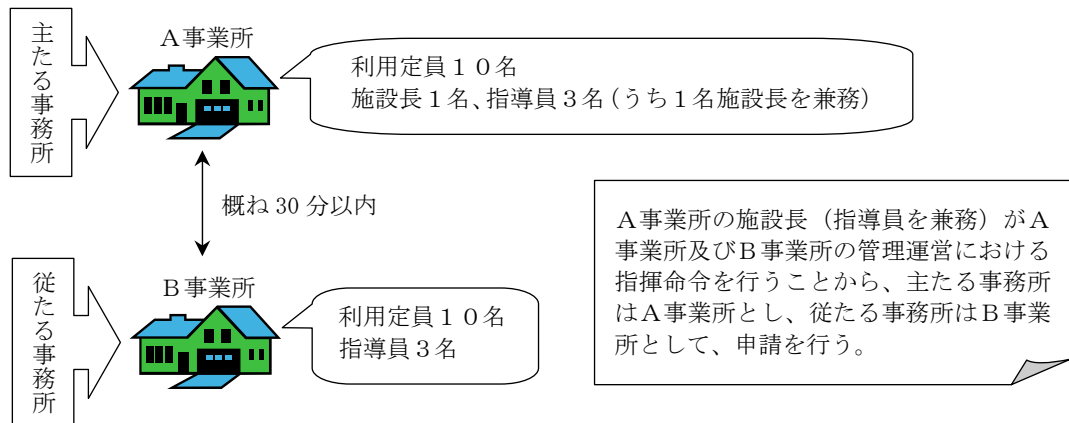 主たる事務所
A事業所
利用定員10名
施設長1名、指導員3名(うち1名施設長を兼務)
概ね 30 分以内
従たる事務所
B事業所
利用定員10名
指導員3名
A事業所の施設長(指導員を兼務)がA
事業所及びB事業所の管理運営における
指揮命令を行うことから、主たる事務所
はA事業所とし、従たる事務所はB事業
所として、申請を行う。